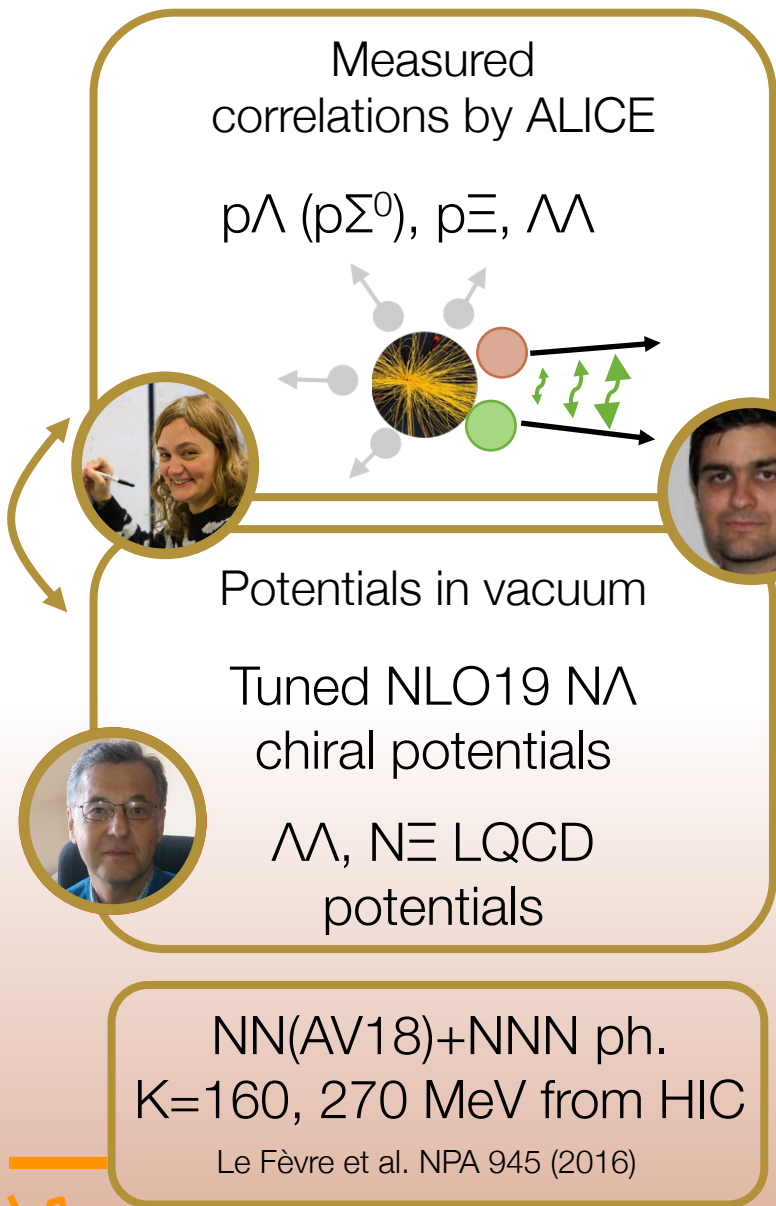 Measured
correlations by ALICE
pΛ (pΣ⁰), pΞ, ΛΛ
Potentials in vacuum
Tuned NLO19 NΛ
chiral potentials
ΛΛ, NΞ LQCD
potentials
NN(AV18)+NNN ph.
K=160, 270 MeV from HIC
Le Fèvre et al. NPA 945 (2016)